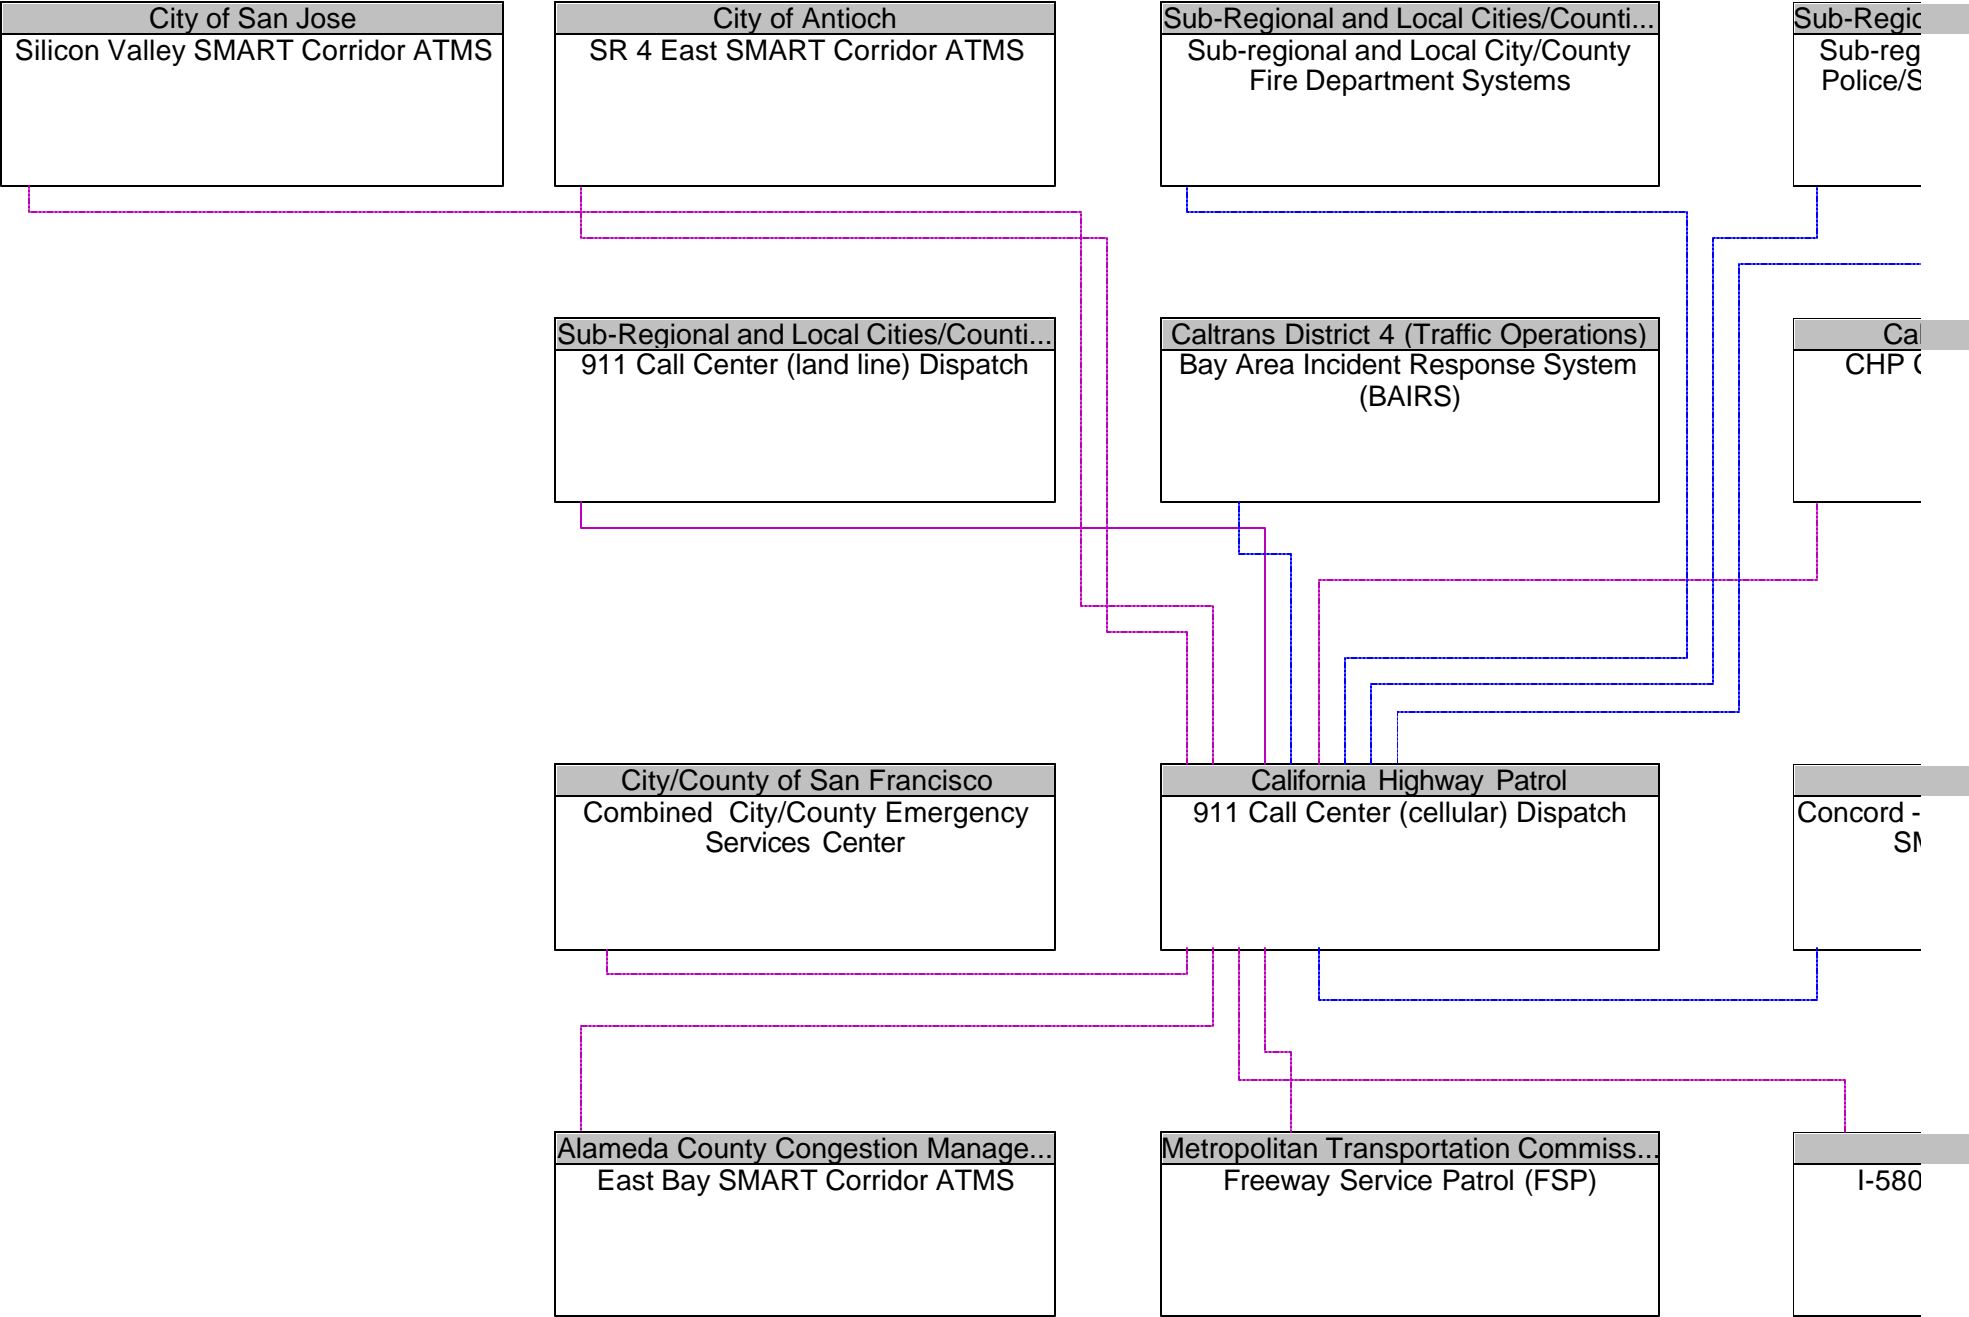 City of San Jose
Silicon Valley SMART Corridor ATMS
City of Antioch
SR 4 East SMART Corridor ATMS
Sub-Regional and Local Cities/Counti...
Sub-regional and Local City/County
Fire Department Systems
Sub-Regio
Sub-reg
Police/S
Sub-Regional and Local Cities/Counti...
911 Call Center (land line) Dispatch
Caltrans District 4 (Traffic Operations)
Bay Area Incident Response System
(BAIRS)
Cal
CHP
City/County of San Francisco
Combined City/County Emergency
Services Center
California Highway Patrol
911 Call Center (cellular) Dispatch
Concord -
Alameda County Congestion Manage...
East Bay SMART Corridor ATMS
Metropolitan Transportation Commiss...
Freeway Service Patrol (FSP)
I-580